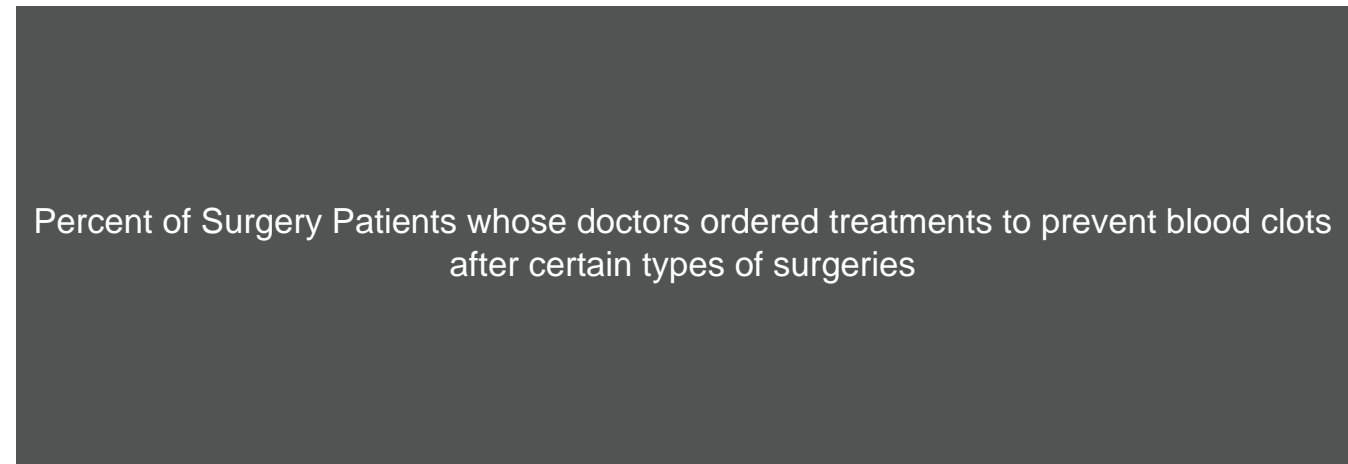 Percent of Surgery Patients whose doctors ordered treatments to prevent blood clots
after certain types of surgeries